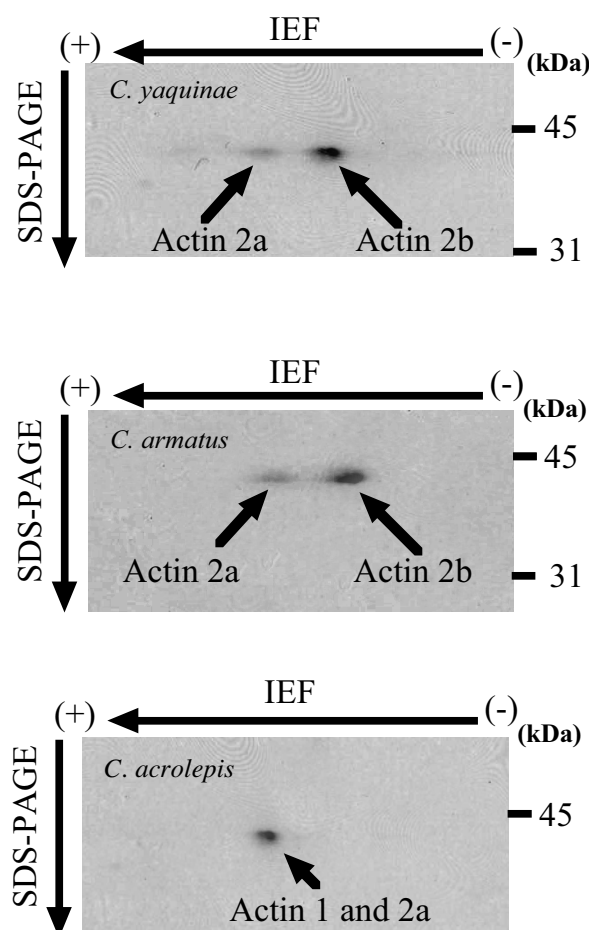 IEF
(+)
(-)
(kDa)
SDS-PAGE
C. yaquinae
45
Actin 2a
Actin 2b
31
IEF
(+)
(-)
(kDa)
SDS-PAGE
C. armatus
45
Actin 2a
Actin 2b
31
IEF
(+)
(-)
(kDa)
SDS-PAGE
C. acrolepis
45
Actin 1 and 2a